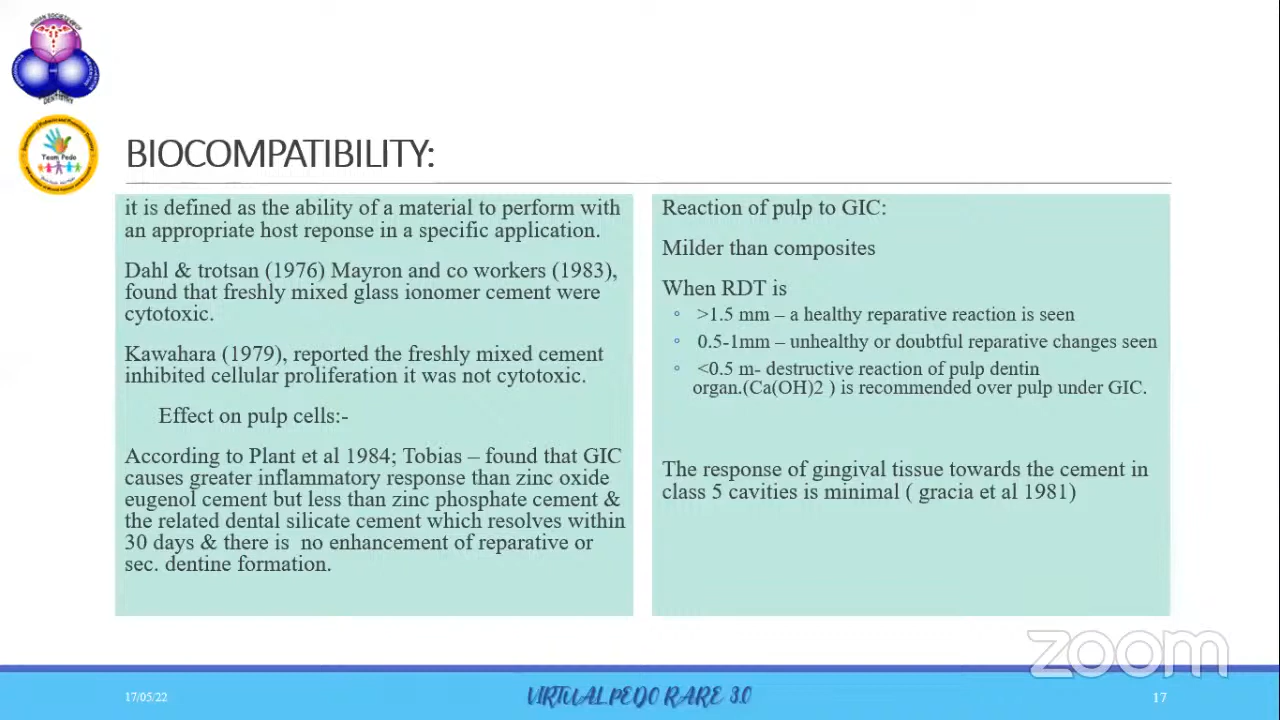 INDIAN SOCIETY OF
DENTISTRY
Team Pedo
BIOCOMPATIBILITY:
it is defined as the ability of a material to perform with
an appropriate host reponse in a specific application.
Dahl & trotsan (1976) Mayron and co workers (1983),
found that freshly mixed glass ionomer cement were
cytotoxic.
Kawahara (1979), reported the freshly mixed cement
inhibited cellular proliferation it was not cytotoxic.
Effect on pulp cells:-
According to Plant et al 1984; Tobias – found that GIC
causes greater inflammatory response than zinc oxide
eugenol cement but less than zinc phosphate cement &
the related dental silicate cement which resolves within
30 days & there is no enhancement of reparative or
sec. dentine formation.
Reaction of pulp to GIC:
Milder than composites
When RDT is
◦ >1.5 mm – a healthy reparative reaction is seen
◦ 0.5-1mm – unhealthy or doubtful reparative changes seen
◦ <0.5 m- destructive reaction of pulp dentin
organ.(Ca(OH)2 ) is recommended over pulp under GIC.
The response of gingival tissue towards the cement in
class 5 cavities is minimal ( gracia et al 1981)
zoom
17/05/22
VIRTUAL PEDO RARE 3.0
17